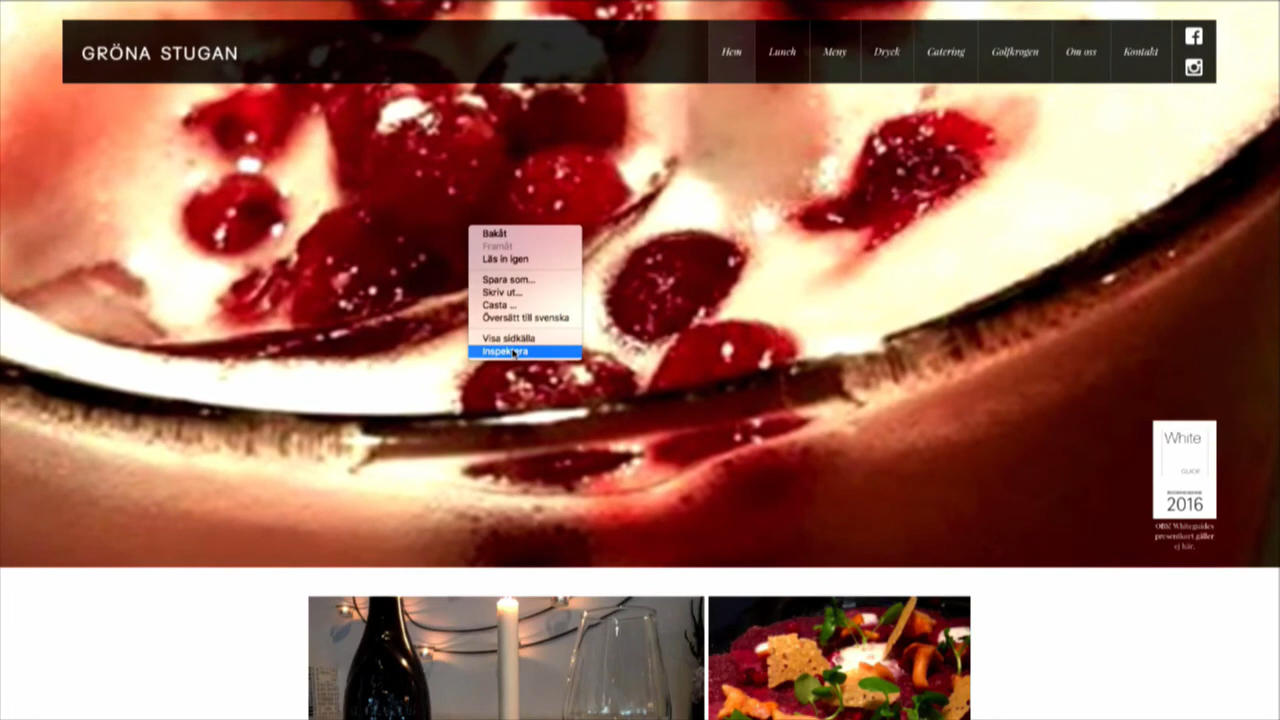 GRÖNA STUGAN
Hem
Lunch
Meny
Dryck
Catering
Golfkrogen
Om oss
Kontakt
Bakåt
Framåt
Läs in igen
Spara som...
Skriv ut...
Casta ...
Översätt till svenska
Visa sidkälla
Inspektera
White
GUIDE
2016
OBS! Whiteguides
presentkort gäller
ej här.